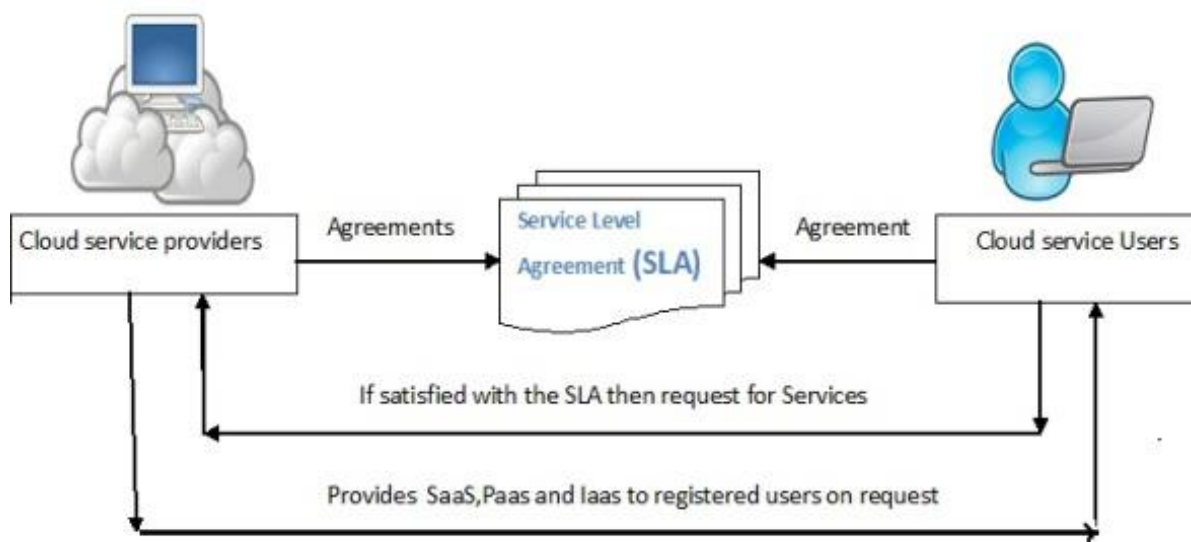 Cloud service providers
Agreements
Service Level
Agreement (SLA)
Agreement
Cloud service Users
If satisfied with the SLA then request for Services
Provides SaaS,Paas and Iaas to registered users on request